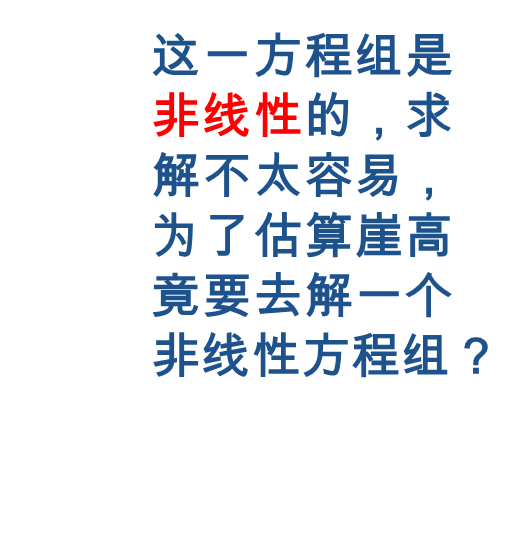 这一方程组是
非线性的，求
解不太容易，
为了估算崖高
竟要去解一个
非线性方程组？